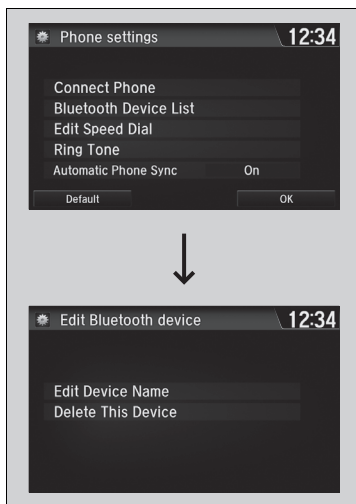 Phone settings 12:34
Connect Phone
Bluetooth Device List
Edit Speed Dial
Ring Tone
Automatic Phone Sync On
Default OK
Edit Bluetooth device 12:34
Edit Device Name
Delete This Device